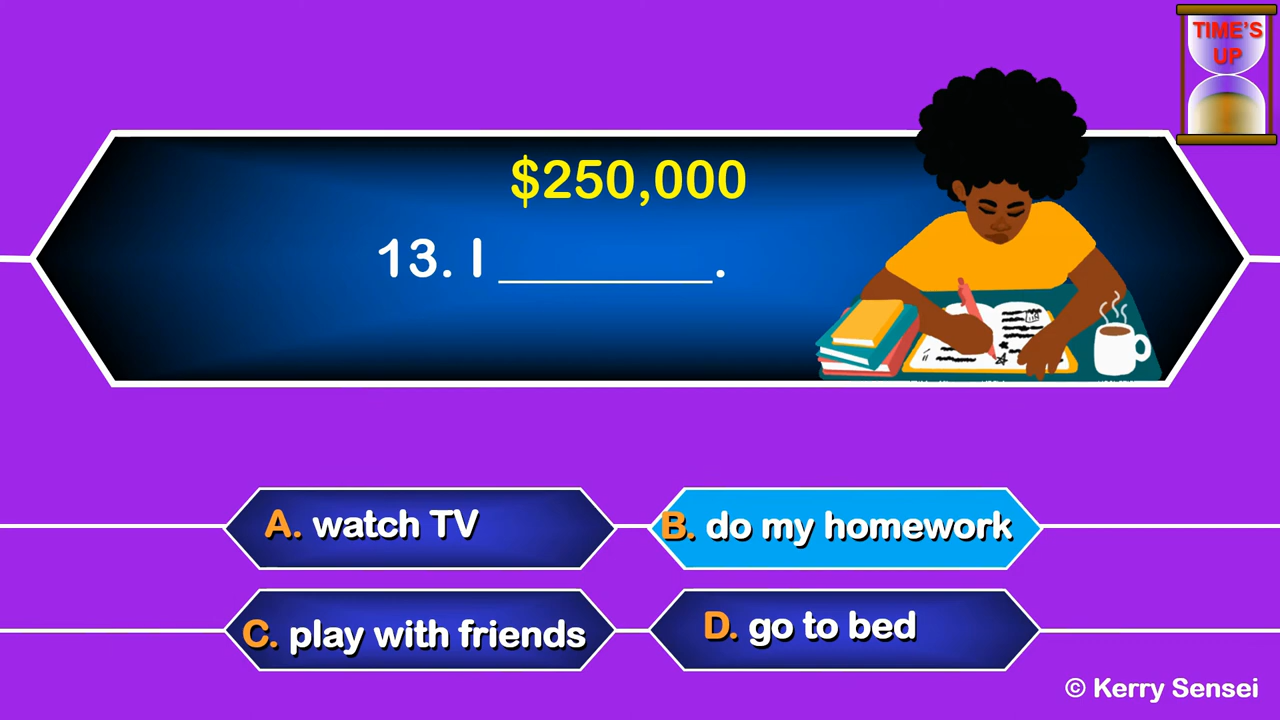 TIME'S
UP
$250,000
13. I ________.
A. watch TV
B. do my homework
C. play with friends
D. go to bed
© Kerry Sensei